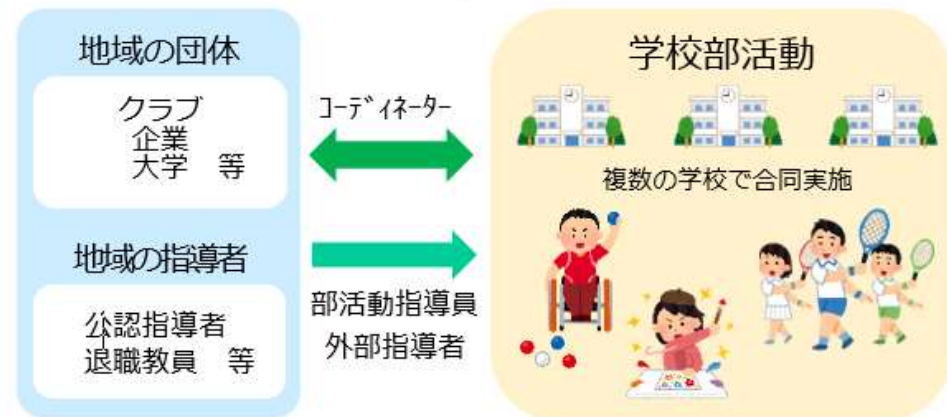 地域の団体
クラブ
企業
大学　等
コーディネーター
学校部活動
複数の学校で合同実施
地域の指導者
公認指導者
退職教員　等
部活動指導員
外部指導者